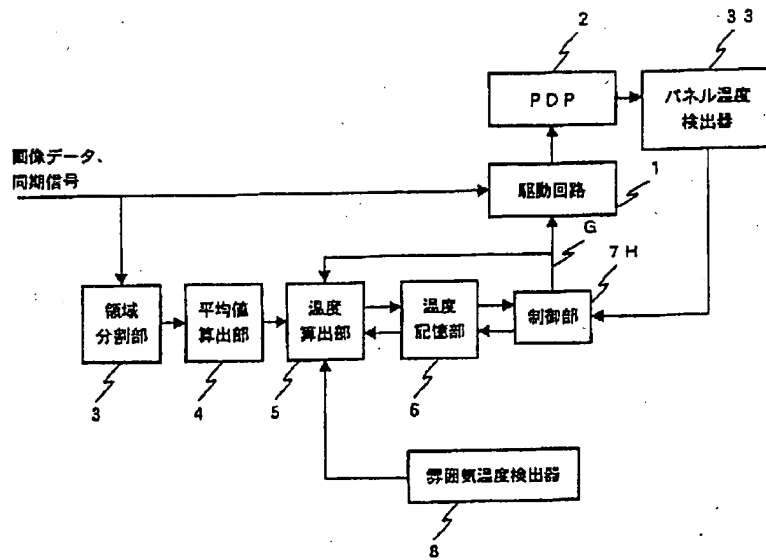 2
33
PDP
パネル温度
検出器
画像データ、
同期信号
駆動回路
1
G
7H
領域
分割部
平均値
算出部
温度
算出部
温度
記憶部
制御部
3
4
5
6
雰囲気温度検出器
8